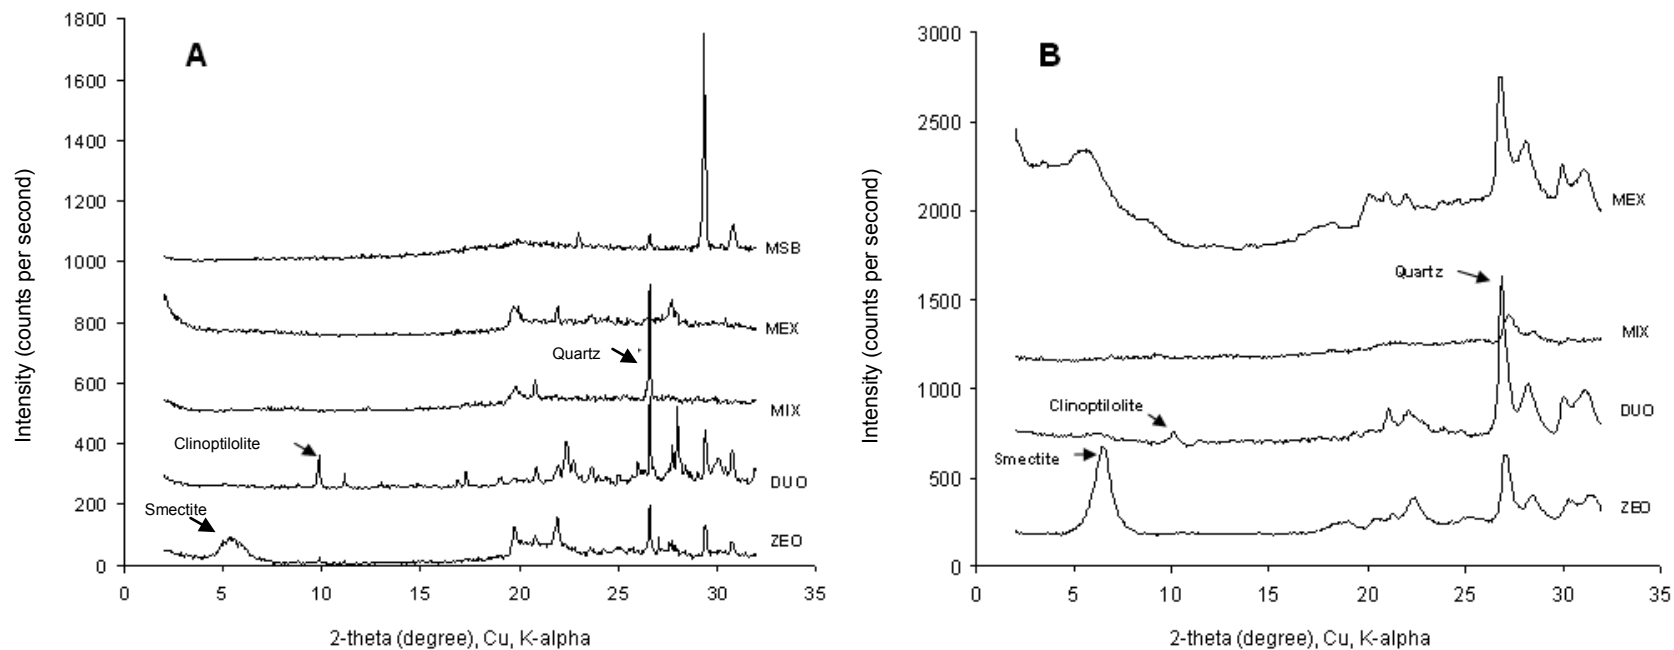 A
Intensity (counts per second)
1800
1600
1400
1200
1000
800
600
400
200
0
MSB
MEX
Quartz
MIX
Clinoptilolite
DUO
Smectite
ZEO
0 5 10 15 20 25 30 35
2-theta (degree), Cu, K-alpha
B
Intensity (counts per second)
3000
2500
2000
1500
1000
500
0
MEX
Quartz
MIX
Clinoptilolite
DUO
Smectite
ZEO
0 5 10 15 20 25 30 35
2-theta (degree), Cu, K-alpha